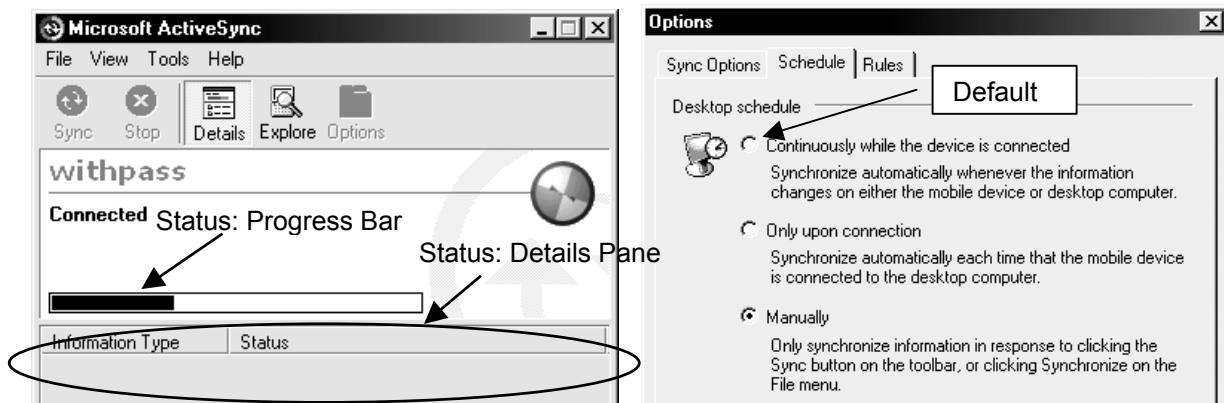 Microsoft ActiveSync
File View Tools Help
Sync Stop Details Explore Options
withpass
Connected
Status: Progress Bar
Status: Details Pane
Information Type Status
Options
Sync Options Schedule Rules
Default
Desktop schedule
Continuously while the device is connected
Synchronize automatically whenever the information
changes on either the mobile device or desktop computer.
Only upon connection
Synchronize automatically each time that the mobile device
is connected to the desktop computer.
Manually
Only synchronize information in response to clicking the
Sync button on the toolbar, or clicking Synchronize on the
File menu.